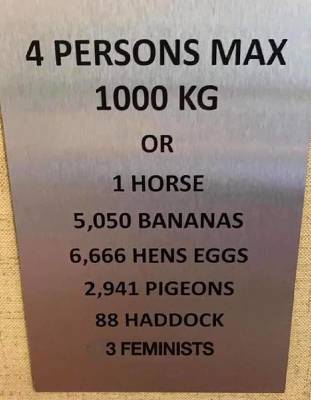 4 PERSONS MAX
1000 KG
OR
1 HORSE
5,050 BANANAS
6,666 HENS EGGS
2,941 PIGEONS
88 HADDOCK
3 FEMINISTS